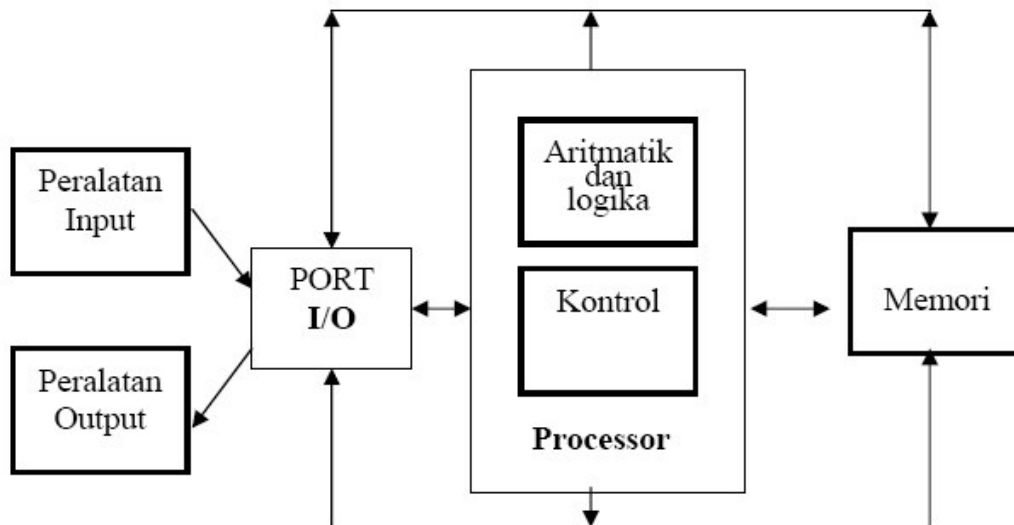 Peralatan
Input
Peralatan
Output
PORT
I/O
Aritmatik
dan
logika
Kontrol
Processor
Memori